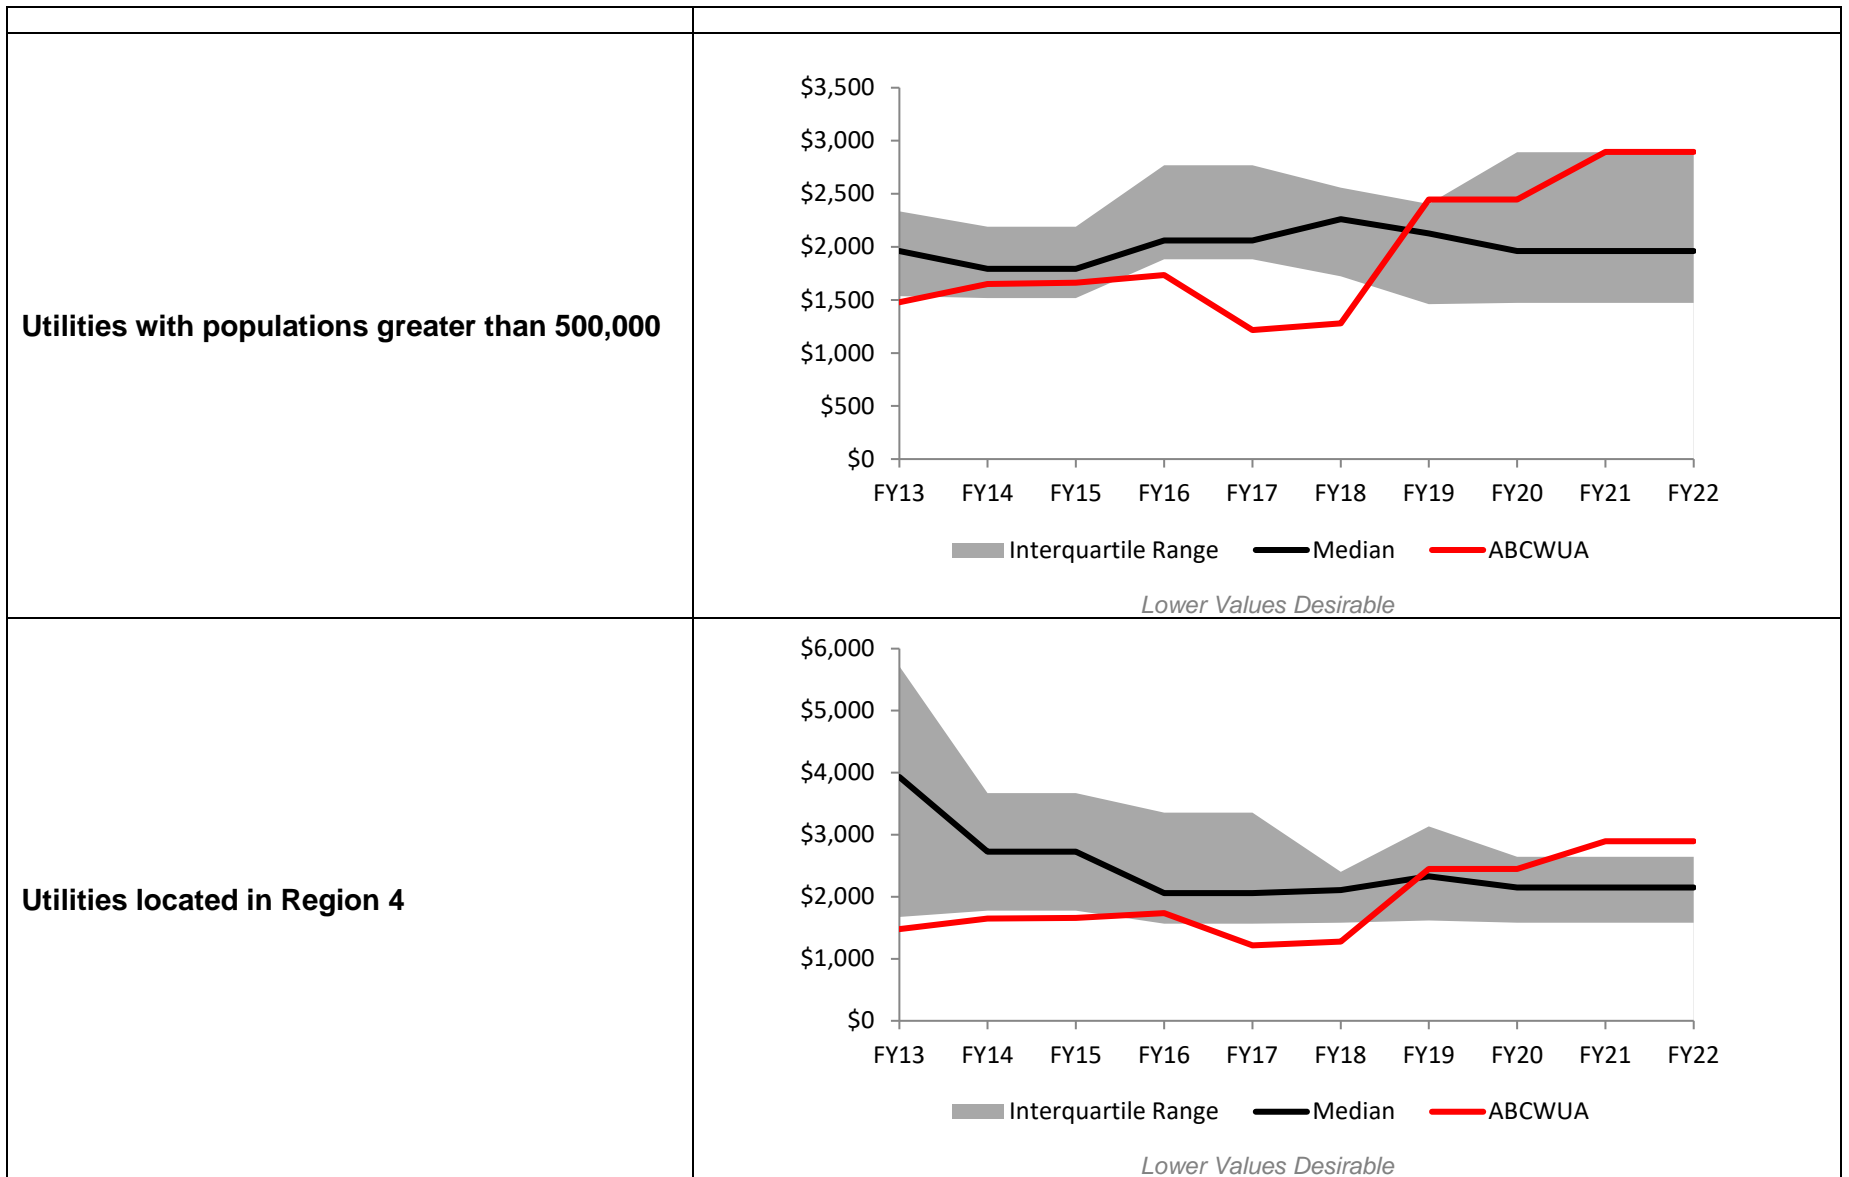 Utilities with populations greater than 500,000
$3,500
$3,000
$2,500
$2,000
$1,500
$1,000
$500
$0
FY13 FY14 FY15 FY16 FY17 FY18 FY19 FY20 FY21 FY22
Interquartile Range Median ABCWUA
Lower Values Desirable
Utilities located in Region 4
$6,000
$5,000
$4,000
$3,000
$2,000
$1,000
$0
FY13 FY14 FY15 FY16 FY17 FY18 FY19 FY20 FY21 FY22
Interquartile Range Median ABCWUA
Lower Values Desirable